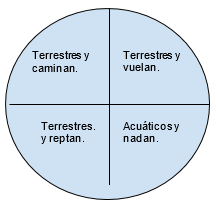 Terrestres y
caminan.
Terrestres y
vuelan.
Terrestres.
y reptan.
Acuáticos y
nadan.